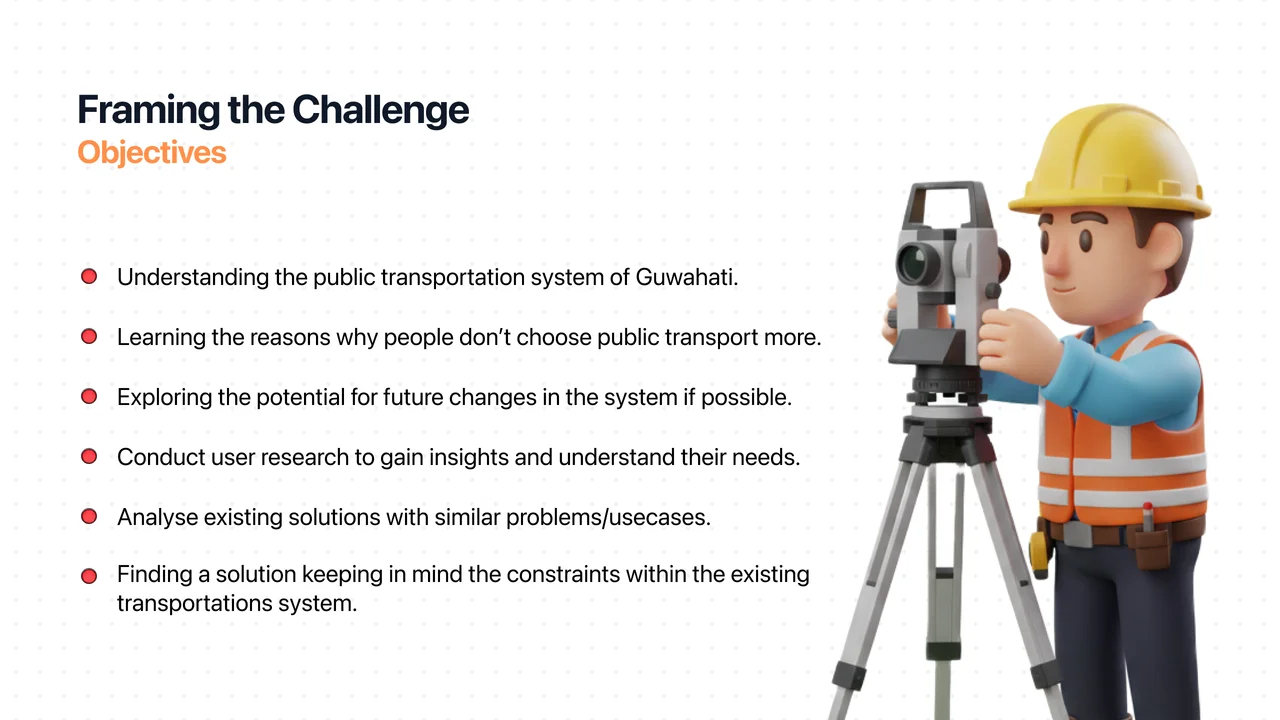 Framing the Challenge
Objectives
Understanding the public transportation system of Guwahati.
Learning the reasons why people don’t choose public transport more.
Exploring the potential for future changes in the system if possible.
Conduct user research to gain insights and understand their needs.
Analyse existing solutions with similar problems/usecases.
Finding a solution keeping in mind the constraints within the existing
transportations system.